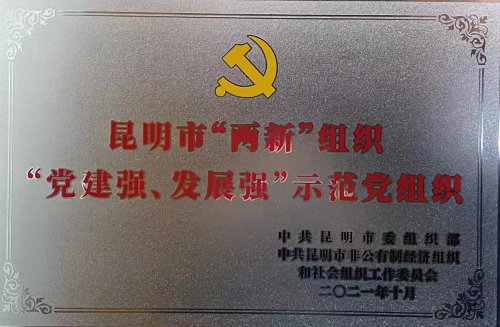 昆明市“两新”组织
“党建强、发展强”示范党组织
中共昆明市委组织部
中共昆明市非公有制经济组织
和社会组织工作委员会
二〇二一年十月